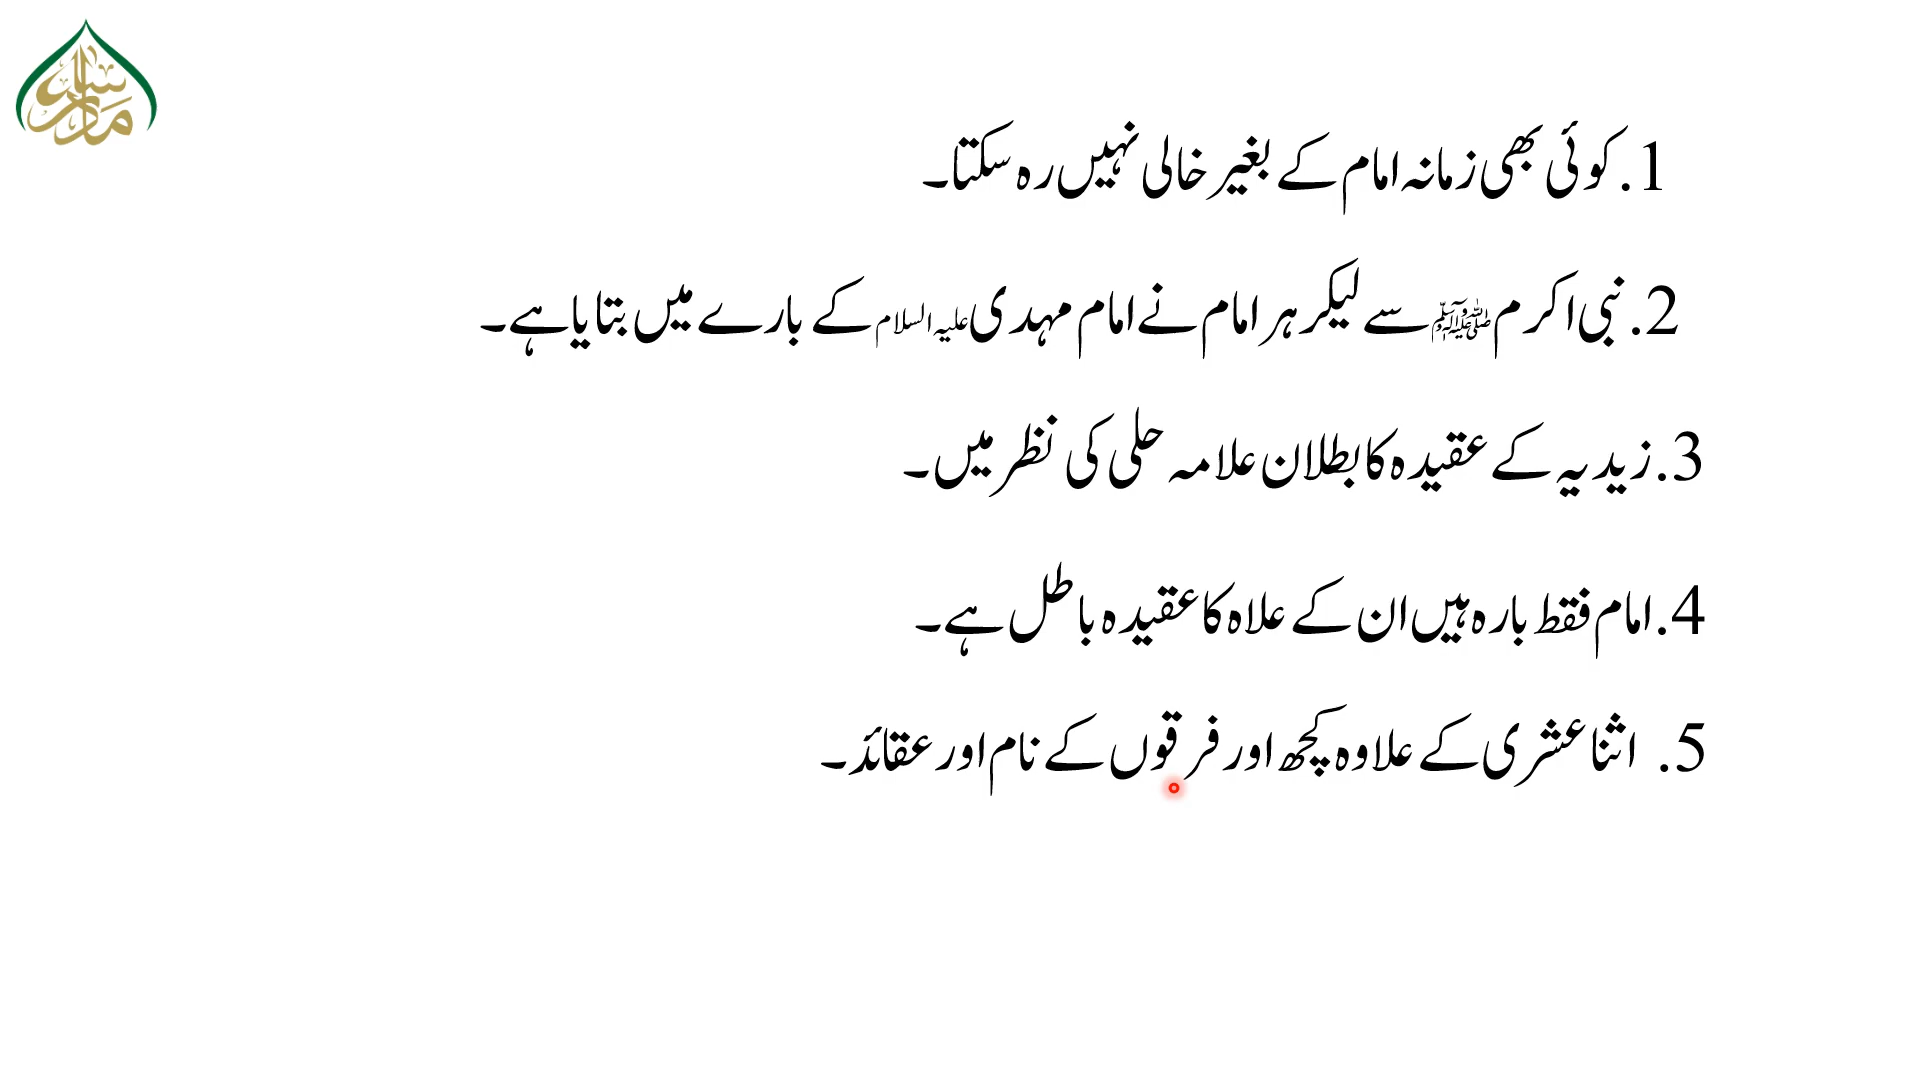 1. کوئی بھی زمانہ امام کے بغیر خالی نہیں رہ سکتا۔
2. نبی اکرمﷺ سے لیکر ہر امام نے امام مہدی علیہ السلام کے بارے میں بتایا ہے۔
3. زیدیہ کے عقیدہ کا بطلان علامہ حلی کی نظر میں۔
4. امام فقط بارہ ہیں ان کے علاہ کا عقیدہ باطل ہے۔
5. اثنا عشری کے علاوہ کچھ اور فرقوں کے نام اور عقائد۔